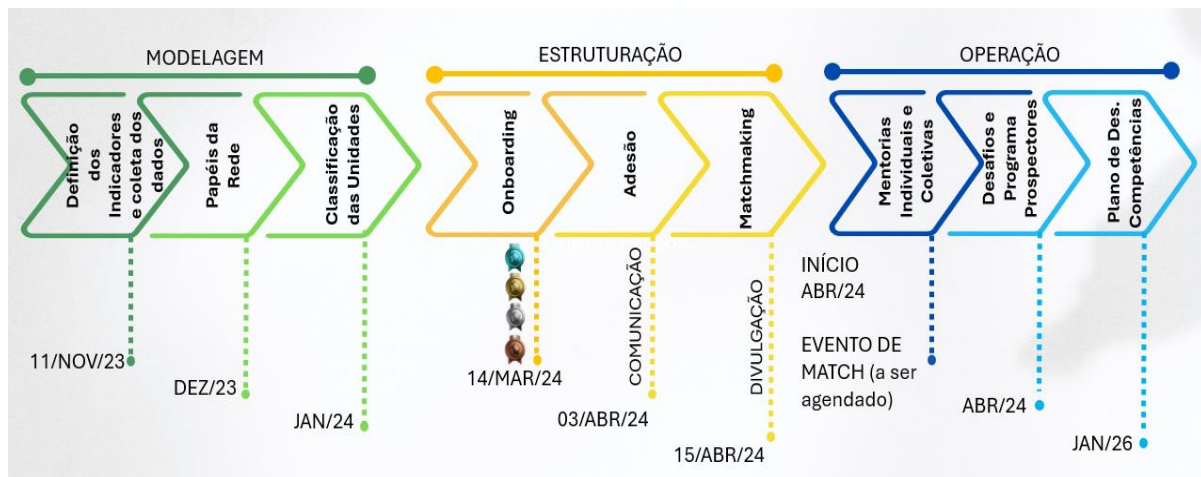 MODELAGEM
Definição
dos
Indicadores
e coleta dos
dados
Papéis da
Rede
Classificação
das Unidades
11/NOV/23
DEZ/23
JAN/24
ESTRUTURAÇÃO
Onboarding
Adesão
Matchmaking
14/MAR/24
COMUNICAÇÃO
03/ABR/24
DIVULGAÇÃO
15/ABR/24
OPERAÇÃO
Mentorias
Individuais e
Coletivas
Desafios e
Programa
Prospectores
Plano de Des.
Competências
INÍCIO
ABR/24
EVENTO DE
MATCH (a ser
agendado)
ABR/24
JAN/26